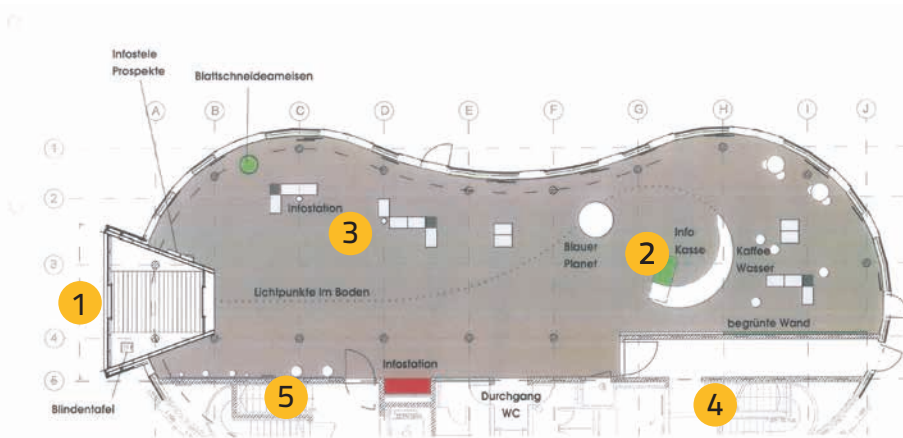 Infostele
Prospekte
Blattschneideameisen
A
B
C
D
E
F
G
H
I
J
1
2
3
4
5
Infostation
3
Blauer
Planet
2
Info
Kasse
Kaffee
Wasser
1
Lichtpunkte im Boden
begrünte Wand
Infostation
Blindentafel
5
Durchgang
WC
4